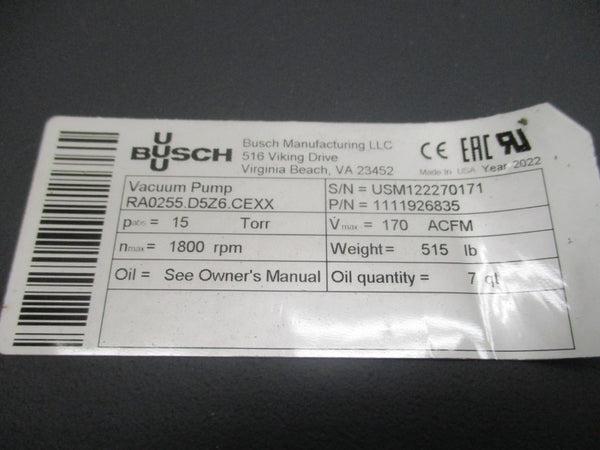 BUSCH
Busch Manufacturing LLC
516 Viking Drive
Virginia Beach, VA 23452
CE EAC RU
Made In USA Year 2022
Vacuum Pump
RA0255.D5Z6.CEXX
S/N = USM122270171
P/N = 1111926835
pabs = 15 Torr
V̇max = 170 ACFM
nmax = 1800 rpm
Weight = 515 lb
Oil = See Owner's Manual
Oil quantity = 7 qt